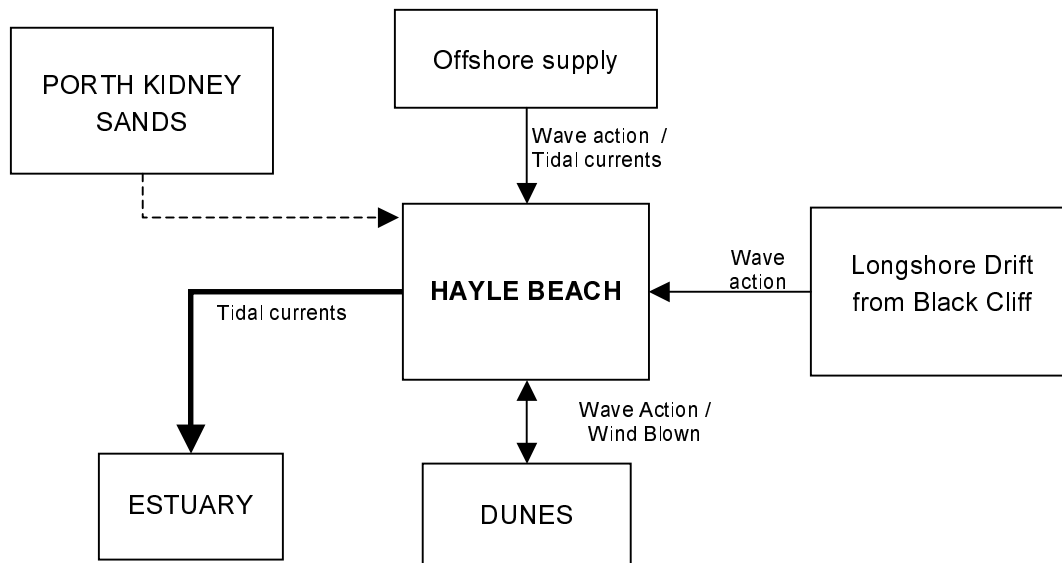 PORTH KIDNEY
SANDS
Offshore supply
Wave action /
Tidal currents
HAYLE BEACH
Wave
action
Longshore Drift
from Black Cliff
Tidal currents
Wave Action /
Wind Blown
ESTUARY
DUNES